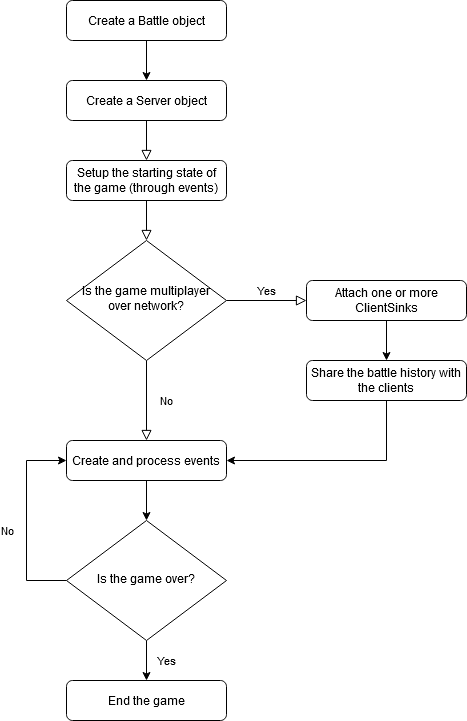 Create a Battle object
Create a Server object
Setup the starting state of
the game (through events)
Is the game multiplayer
over network?
Yes
Attach one or more
ClientSinks
Share the battle history with
the clients
No
Create and process events
No
Is the game over?
Yes
End the game